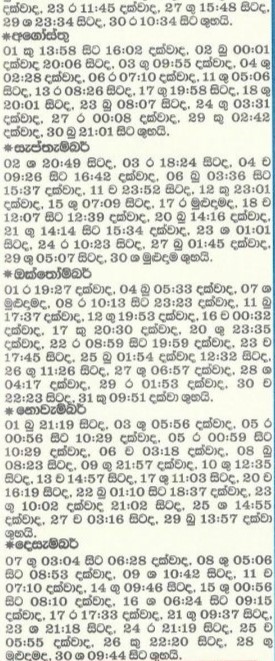 දක්වාද, 23 ර 11:45 දක්වාද, 27 ගු 15:48 සිටද,
29 ශ 23:34 සිටද, 30 ර 10:34 සිට ශුභයි.
✶අගෝස්තු
01 කු 13:58 සිට 16:02 දක්වාද, 02 බු 00:01
දක්වාද 20:06 සිටද, 03 ගු 09:55 දක්වාද, 04 ගු
02:28 දක්වාද, 06 ර 07:10 දක්වාද, 11 ගු 05:06
සිටද, 13 ර 08:26 සිටද, 17 ගු 19:58 සිටද, 18 ගු
20:01 සිටද, 23 බු 08:07 සිටද, 24 ගු 03:31
දක්වාද, 27 ර 00:08 දක්වාද, 29 කු 02:42
දක්වාද, 30 බු 21:01 සිට ශුභයි.
✶සැප්තැම්බර්
02 ශ 20:49 සිටද, 03 ර 18:24 සිටද, 04 ච
09:26 සිට 16:42 දක්වාද, 06 බු 03:36 සිට
15:37 දක්වාද, 11 ච 23:52 සිටද, 12 කු 23:01
සිටද, 15 ගු 07:09 සිටද, 17 ර මුළුදුමද, 18 ච
12:07 සිට 12:39 දක්වාද, 20 බු 14:16 දක්වාද,
21 ගු 14:14 සිට 15:34 දක්වාද, 23 ශ 01:01
සිටද, 24 ර 10:23 සිටද, 27 බු 01:45 දක්වාද,
29 ගු 05:07 සිටද, 30 ශ මුළුදුම ශුභයි.
✶ඔක්තෝම්බර්
01 ර 19:27 දක්වාද, 04 බු 05:33 දක්වාද, 07 ශ
මුළුදුමද, 08 ර 10:13 සිට 23:23 දක්වාද, 11 බු
17:37 දක්වාද, 12 ගු 19:53 දක්වාද, 16 ච 00:32
දක්වාද, 17 කු 20:30 දක්වාද, 20 ගු 23:35
දක්වාද, 22 ර 08:59 සිට 19:59 දක්වාද, 23 ච
17:45 සිටද, 25 බු 01:54 දක්වාද 12:32 සිටද,
26 ගු 11:26 සිටද, 27 ගු 06:57 දක්වාද, 28 ශ
04:17 දක්වාද, 29 ර 01:53 දක්වාද, 30 ච
22:23 සිටද, 31 කු 09:51 දක්වා ශුභයි.
✶නොවැම්බර්
01 බු 21:19 සිටද, 03 ගු 05:56 දක්වාද, 05 ර
00:56 සිට 10:29 දක්වාද, 05 ර 00:59 සිට
10:29 දක්වාද, 06 ච 03:18 දක්වාද, 08 බු
08:23 සිටද, 09 ගු 21:57 දක්වාද, 10 ගු 12:35
සිටද, 13 ච 14:57 සිටද, 17 ගු 11:03 සිටද, 20 ච
16:19 සිටද, 22 බු 01:10 සිට 18:37 දක්වාද, 23
ගු 10:02 දක්වාද 21:02 සිටද, 25 ශ 14:55
දක්වාද, 27 ච 03:16 සිටද, 29 බු 13:57 දක්වා
ශුභයි.
✶දෙසැම්බර්
07 ගු 03:04 සිට 06:28 දක්වාද, 08 ගු 05:06
සිට 08:53 දක්වාද, 09 ශ 10:42 සිටද, 11 ච
07:10 දක්වාද, 14 ගු 09:46 සිටද, 15 ගු 00:56
සිට 08:10 සිටද, 16 ශ 06:24 සිට 09:15
දක්වාද, 17 ර 17:33 දක්වාද, 21 ගු 09:37 සිටද,
23 ශ 21:18 සිටද, 24 ර 21:19 සිටද, 25 ච
05:55 දක්වාද, 26 කු 22:20 සිටද, 28 ගු
මුළුදුමද, 30 ශ 09:44 සිට ශුභයි.